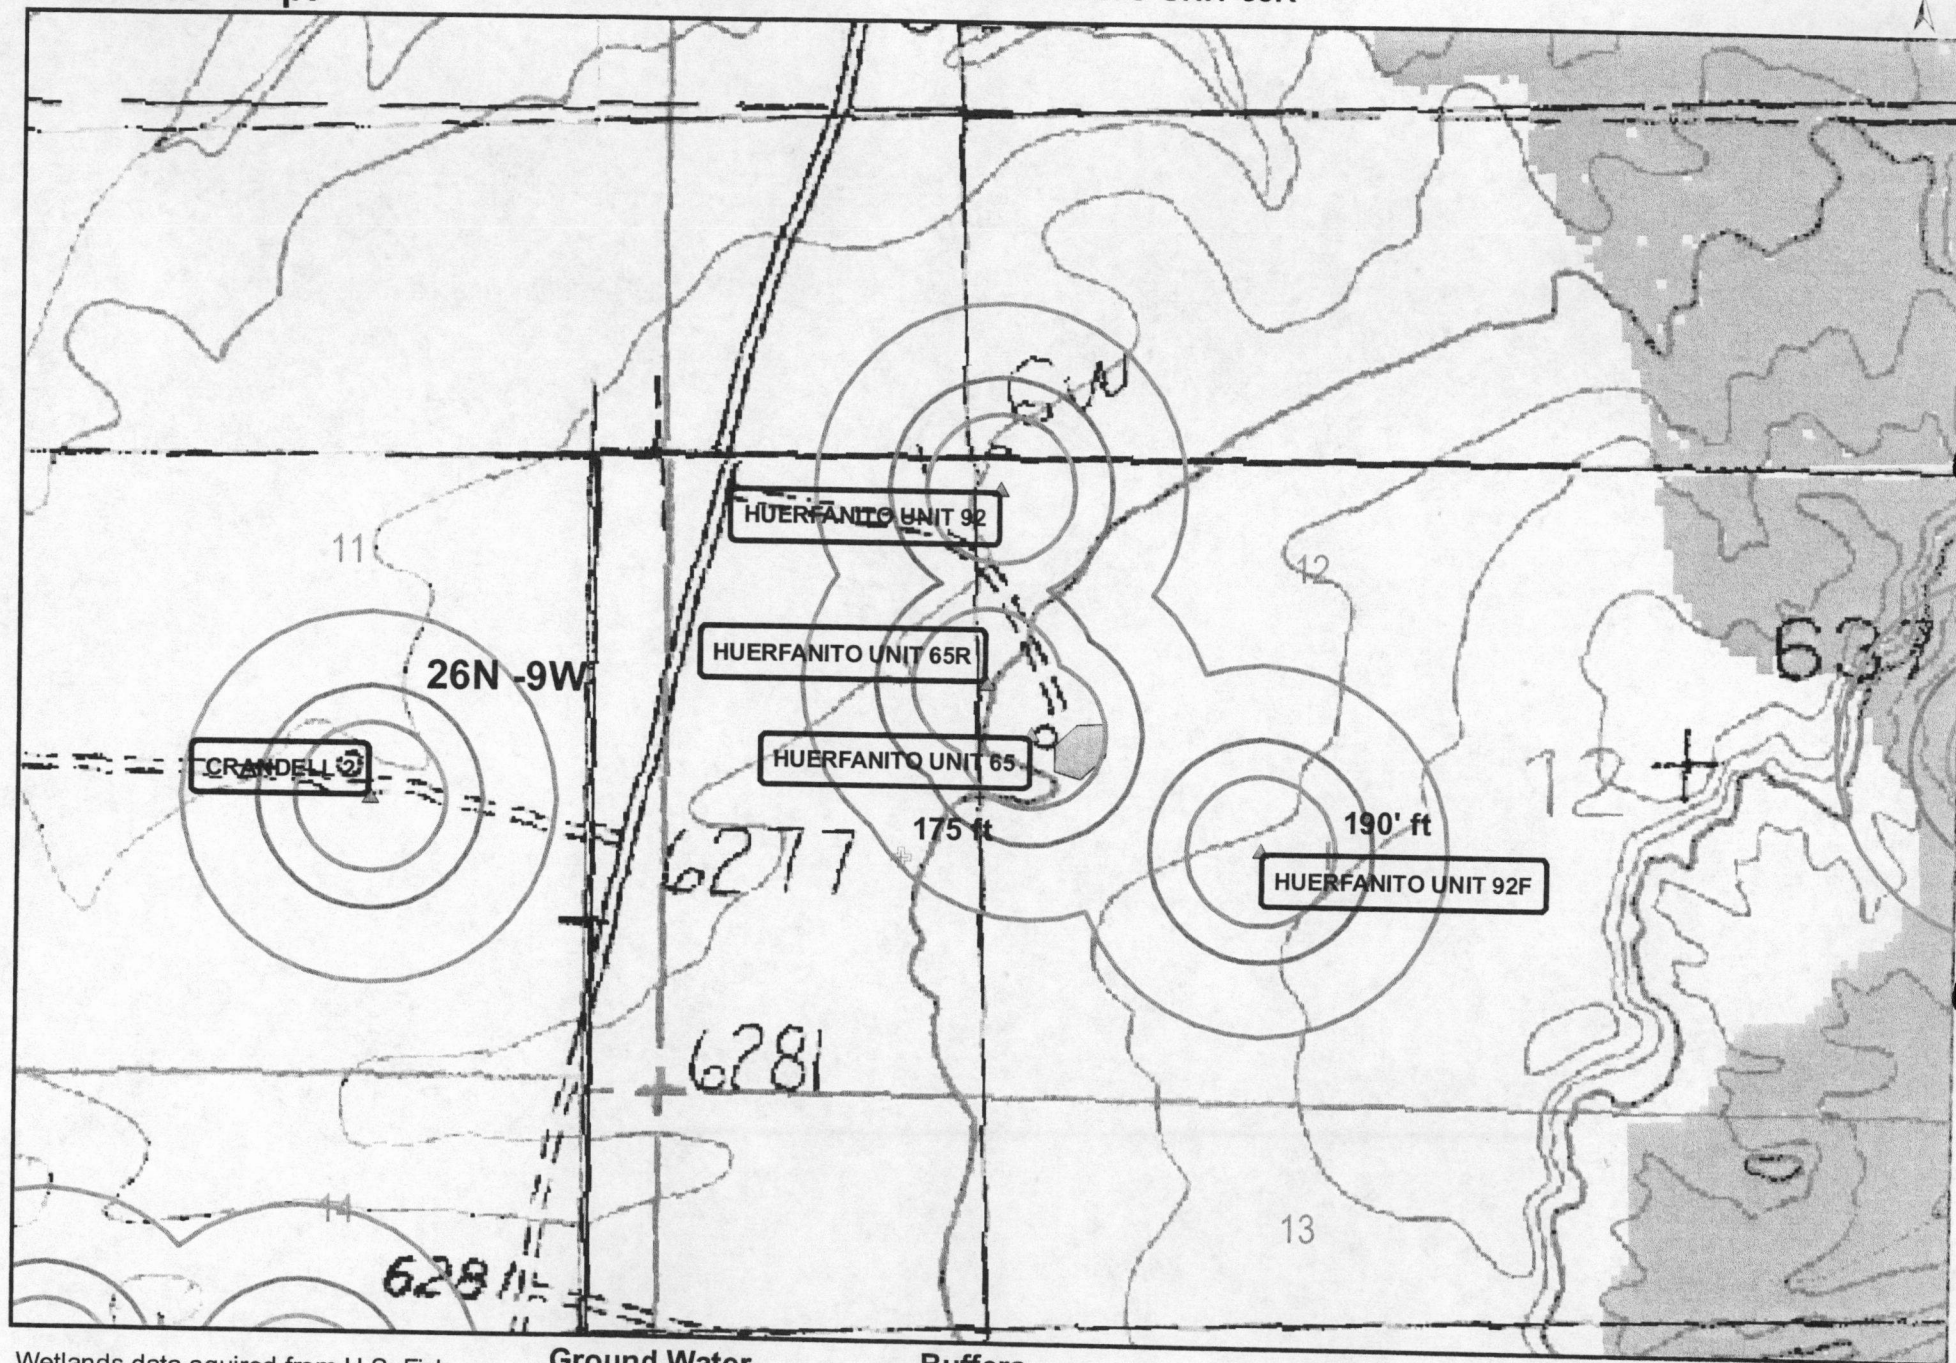 GW
HUERFANITO UNIT 92
11
12
HUERFANITO UNIT 65R
26N -9W
637
HUERFANITO UNIT 65
CRANDELL 2
12
175 ft
190' ft
6277
HUERFANITO UNIT 92F
6281
14
13
6281
Wetlands data aquired from U.S. Fish
Ground Water
Buffers